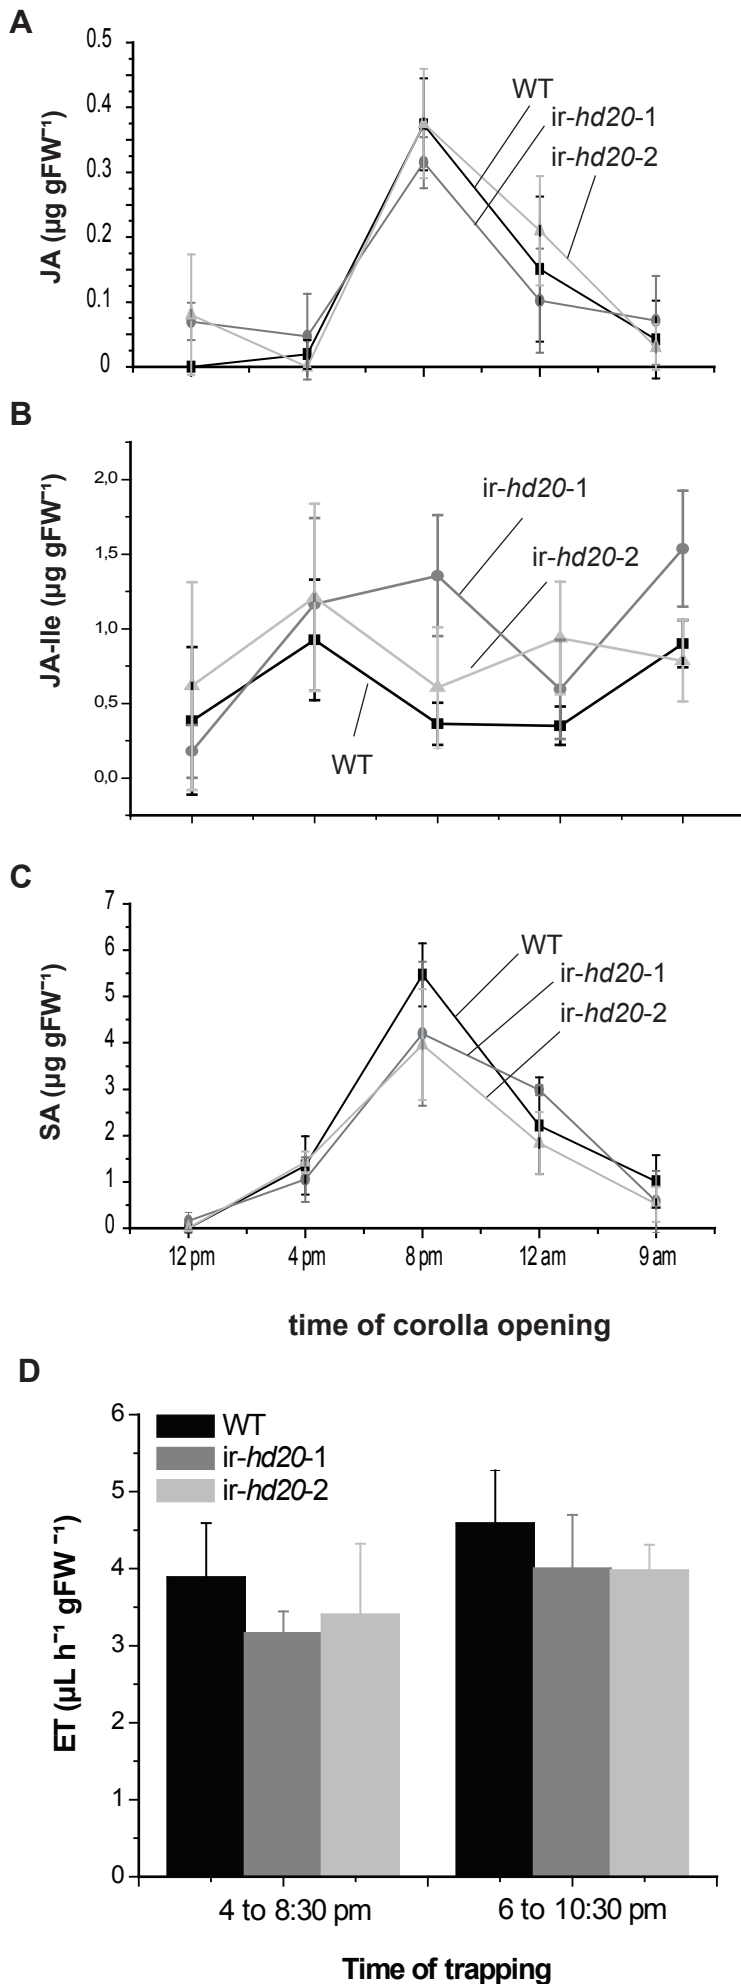 A
JA (µg gFW⁻¹)
0.5
0.4
0.3
0.2
0.1
0
WT
ir-hd20-1
ir-hd20-2
B
JA-Ile (µg gFW⁻¹)
2,0
1,5
1,0
0,5
0,0
ir-hd20-1
ir-hd20-2
WT
C
SA (µg gFW⁻¹)
7
6
5
4
3
2
1
0
WT
ir-hd20-1
ir-hd20-2
12 pm 4 pm 8 pm 12 am 9 am
time of corolla opening
D
ET (µL h⁻¹ gFW⁻¹)
6
5
4
3
2
1
0
WT
ir-hd20-1
ir-hd20-2
4 to 8:30 pm 6 to 10:30 pm
Time of trapping